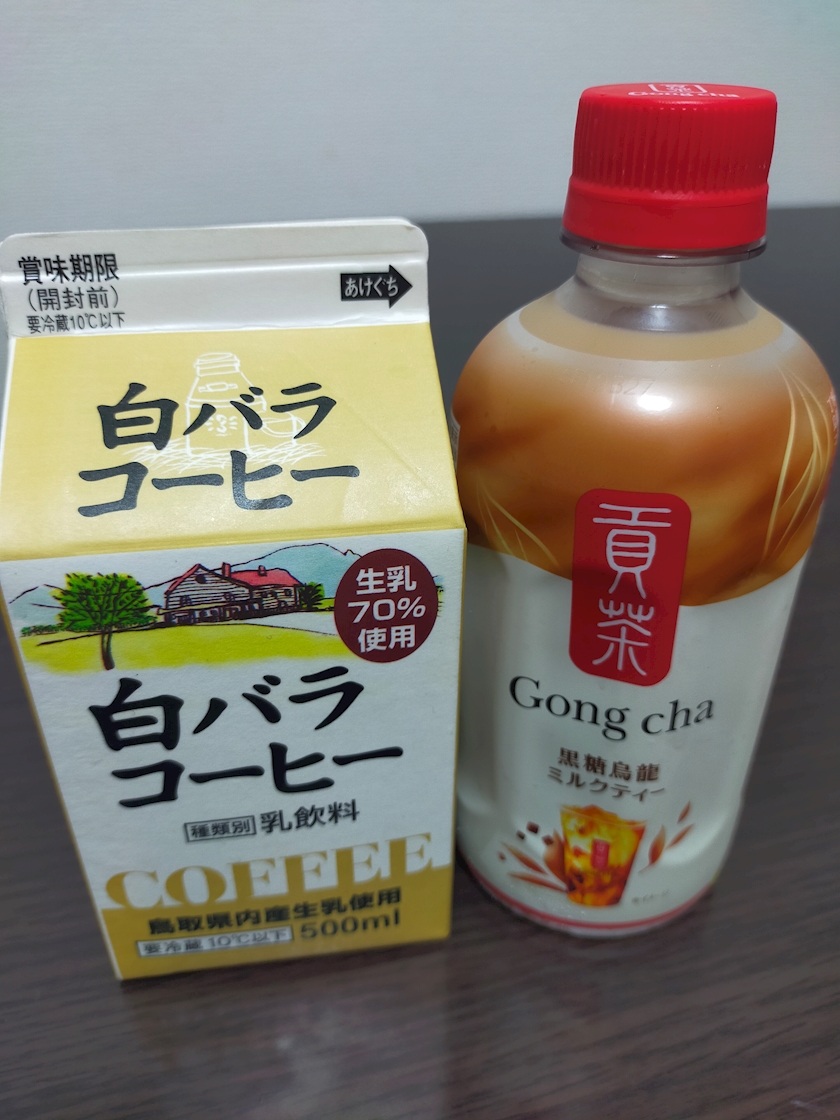 賞味期限
(開封前)
要冷蔵10℃以下
あけぐち
白バラ
コーヒー
生乳
70%
使用
白バラ
コーヒー
種類別 乳飲料
COFFEE
鳥取県内産生乳使用
要冷蔵10℃以下 500ml
Gong cha
貢茶
Gong cha
黒糖烏龍
ミルクティー
貢茶